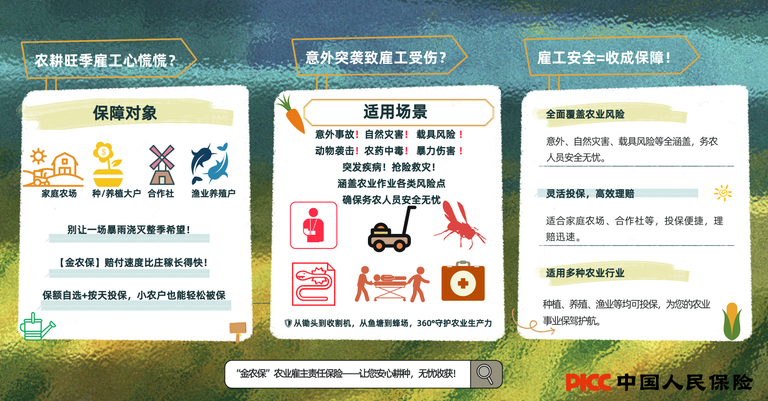 农耕旺季雇工心慌慌？
保障对象
家庭农场
种/养植大户
合作社
渔业养殖户
别让一场暴雨浇灭整季希望！
【金农保】赔付速度比庄稼长得快！
保额自选+按天投保，小农户也能轻松被保
意外突袭致雇工受伤？
适用场景
意外事故！自然灾害！载具风险！
动物袭击！农药中毒！暴力伤害！
突发疾病！抢险救灾！
涵盖农业作业各类风险点
确保务农人员安全无忧
从锄头到收割机，从鱼塘到蜂场，360°守护农业生产力
雇工安全=收成保障！
全面覆盖农业风险
意外、自然灾害、载具风险等全涵盖，务农
人员安全无忧。
灵活投保，高效理赔
适合家庭农场、合作社等，投保便捷，理
赔迅速。
适用多种农业行业
种植、养殖、渔业等均可投保，为您的农业
事业保驾护航。
“金农保”农业雇主责任保险——让您安心耕种，无忧收获！
PICC 中国人民保险